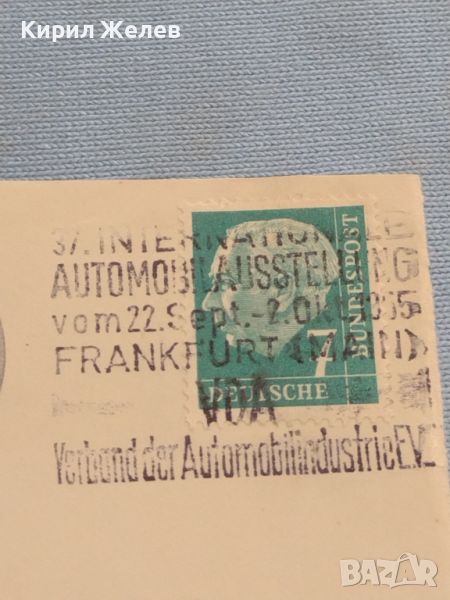 Кирил Желев
37. INTERNATIONALE
AUTOMOBILAUSSTELLUNG
vom 22. Sept. - 2. Okt. 1955
FRANKFURT (MAIN)
VDA
Verband der Automobilindustrie E.V.
7
DEUTSCHE
BUNDESPOST
BAZAR